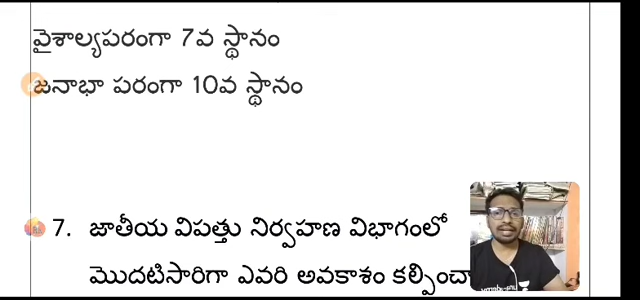 వైశాల్యపరంగా 7వ స్థానం
జనాభా పరంగా 10వ స్థానం
7. జాతీయ విపత్తు నిర్వహణ విభాగంలో
మొదటిసారిగా ఎవరి అవకాశం కల్పించా